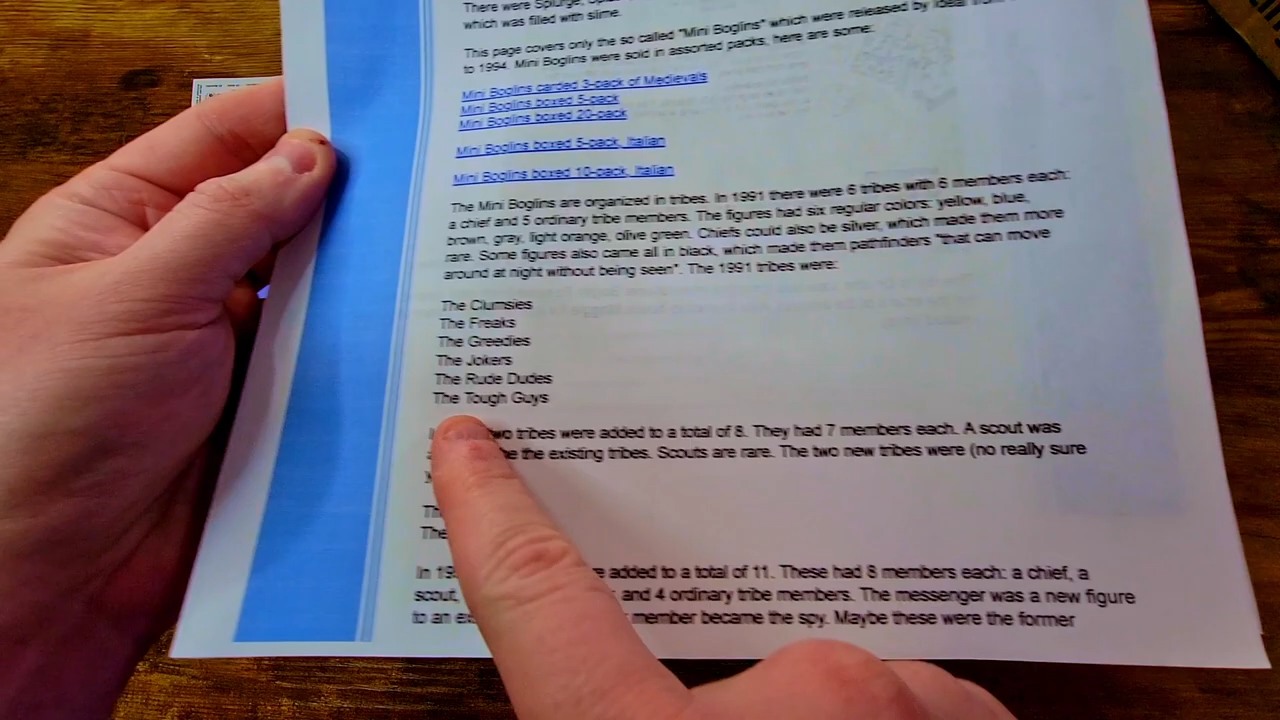 There were Splurge,
which was filled with slime.
This page covers only the so called "Mini Boglins" which were released by Ideal from
to 1994. Mini Boglins were sold in assorted packs, here are some:
Mini Boglins carded 3-pack of Medievals
Mini Boglins boxed 5-pack
Mini Boglins boxed 20-pack
Mini Boglins boxed 5-pack, Italian
Mini Boglins boxed 10-pack, Italian
The Mini Boglins are organized in tribes. In 1991 there were 6 tribes with 6 members each:
a chief and 5 ordinary tribe members. The figures had six regular colors: yellow, blue,
brown, gray, light orange, olive green. Chiefs could also be silver, which made them more
rare. Some figures also came all in black, which made them pathfinders "that can move
around at night without being seen". The 1991 tribes were:
The Clumsies
The Freaks
The Greedies
The Jokers
The Rude Dudes
The Tough Guys
two tribes were added to a total of 8. They had 7 members each. A scout was
the existing tribes. Scouts are rare. The two new tribes were (no really sure
The
In added to a total of 11. These had 8 members each: a chief, a
scout, and 4 ordinary tribe members. The messenger was a new figure
to an member became the spy. Maybe these were the former